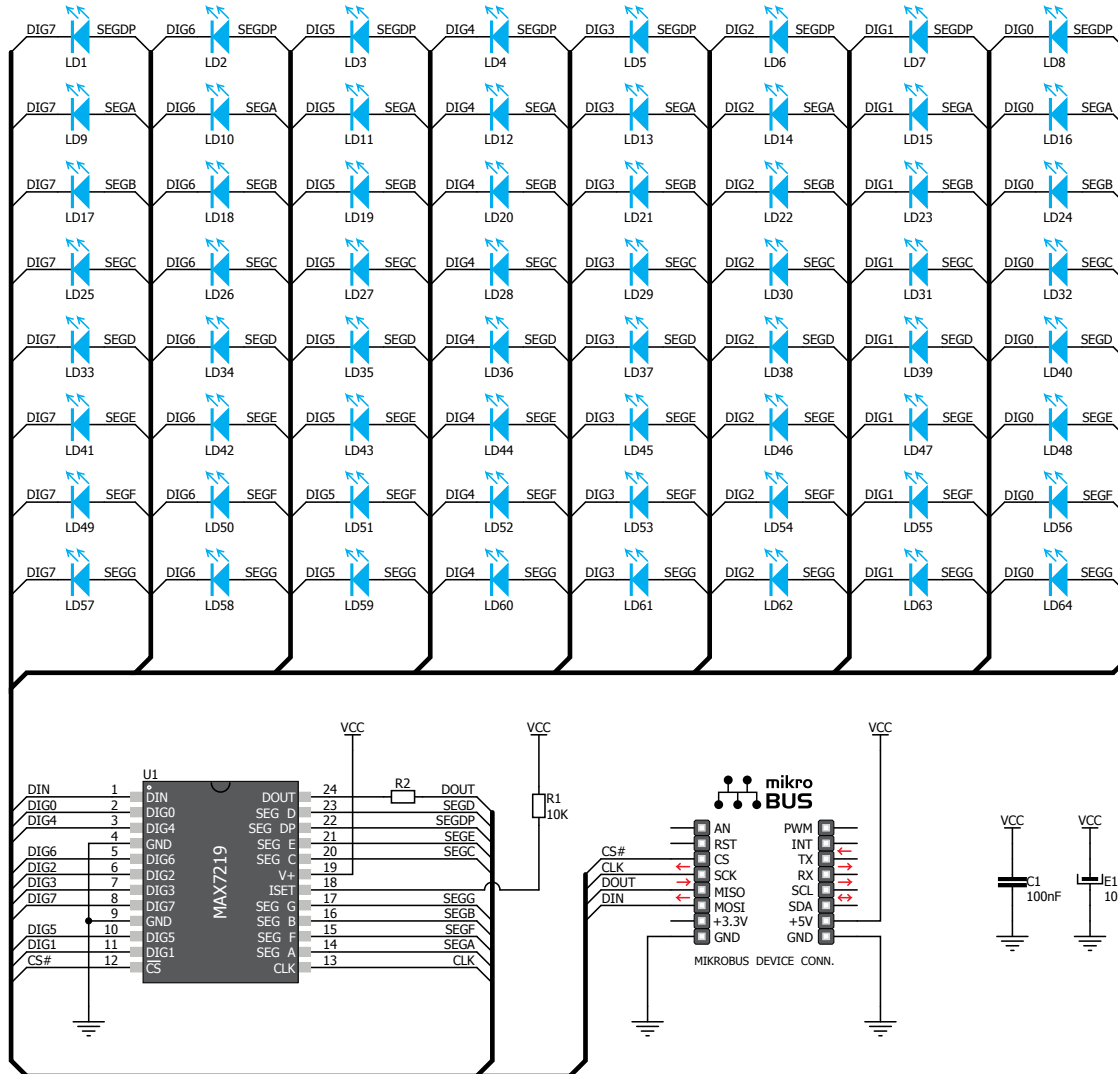 DIG7 SEGDP DIG6 SEGDP DIG5 SEGDP DIG4 SEGDP DIG3 SEGDP DIG2 SEGDP DIG1 SEGDP DIG0 SEGDP
LD1 LD2 LD3 LD4 LD5 LD6 LD7 LD8
DIG7 SEGA DIG6 SEGA DIG5 SEGA DIG4 SEGA DIG3 SEGA DIG2 SEGA DIG1 SEGA DIG0 SEGA
LD9 LD10 LD11 LD12 LD13 LD14 LD15 LD16
DIG7 SEGB DIG6 SEGB DIG5 SEGB DIG4 SEGB DIG3 SEGB DIG2 SEGB DIG1 SEGB DIG0 SEGB
LD17 LD18 LD19 LD20 LD21 LD22 LD23 LD24
DIG7 SEGC DIG6 SEGC DIG5 SEGC DIG4 SEGC DIG3 SEGC DIG2 SEGC DIG1 SEGC DIG0 SEGC
LD25 LD26 LD27 LD28 LD29 LD30 LD31 LD32
DIG7 SEGD DIG6 SEGD DIG5 SEGD DIG4 SEGD DIG3 SEGD DIG2 SEGD DIG1 SEGD DIG0 SEGD
LD33 LD34 LD35 LD36 LD37 LD38 LD39 LD40
DIG7 SEGE DIG6 SEGE DIG5 SEGE DIG4 SEGE DIG3 SEGE DIG2 SEGE DIG1 SEGE DIG0 SEGE
LD41 LD42 LD43 LD44 LD45 LD46 LD47 LD48
DIG7 SEGF DIG6 SEGF DIG5 SEGF DIG4 SEGF DIG3 SEGF DIG2 SEGF DIG1 SEGF DIG0 SEGF
LD49 LD50 LD51 LD52 LD53 LD54 LD55 LD56
DIG7 SEGG DIG6 SEGG DIG5 SEGG DIG4 SEGG DIG3 SEGG DIG2 SEGG DIG1 SEGG DIG0 SEGG
LD57 LD58 LD59 LD60 LD61 LD62 LD63 LD64
VCC VCC VCC
U1
MAX7219
DIN 1 DIN DOUT 24 R2 DOUT
DIG0 2 DIG0 SEG D 23 SEGD
DIG4 3 DIG4 SEG DP 22 SEGDP
4 GND SEG E 21 SEGE
DIG6 5 DIG6 SEG C 20 SEGC
DIG2 6 DIG2 V+ 19
DIG3 7 DIG3 ISET 18
DIG7 8 DIG7 SEG G 17 SEGG
9 GND SEG B 16 SEGB
DIG5 10 DIG5 SEG F 15 SEGF
DIG1 11 DIG1 SEG A 14 SEGA
CS# 12 CS CLK 13 CLK
R1
10K
mikro
BUS
AN PWM
RST INT
CS# CS TX
CLK SCK RX
DOUT MISO SCL
DIN MOSI SDA
+3.3V +5V
GND GND
MIKROBUS DEVICE CONN.
VCC VCC
C1 E1
100nF 10